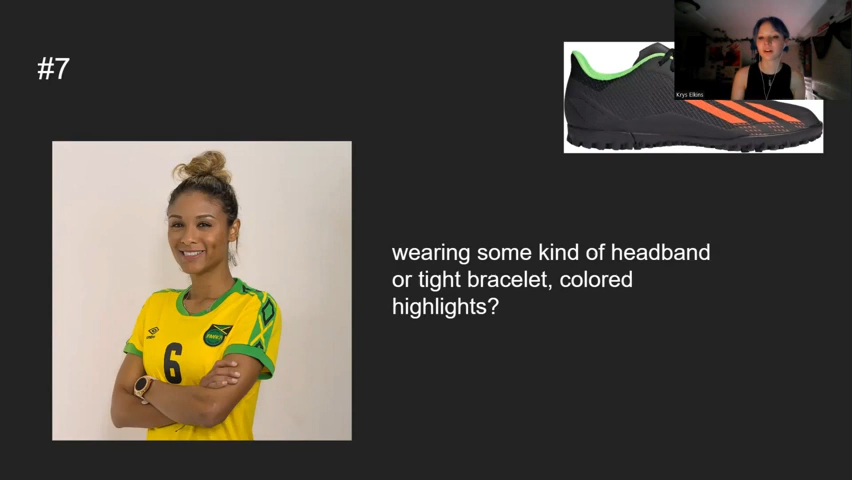 #7
Krys Elkins
wearing some kind of headband
or tight bracelet, colored
highlights?
6